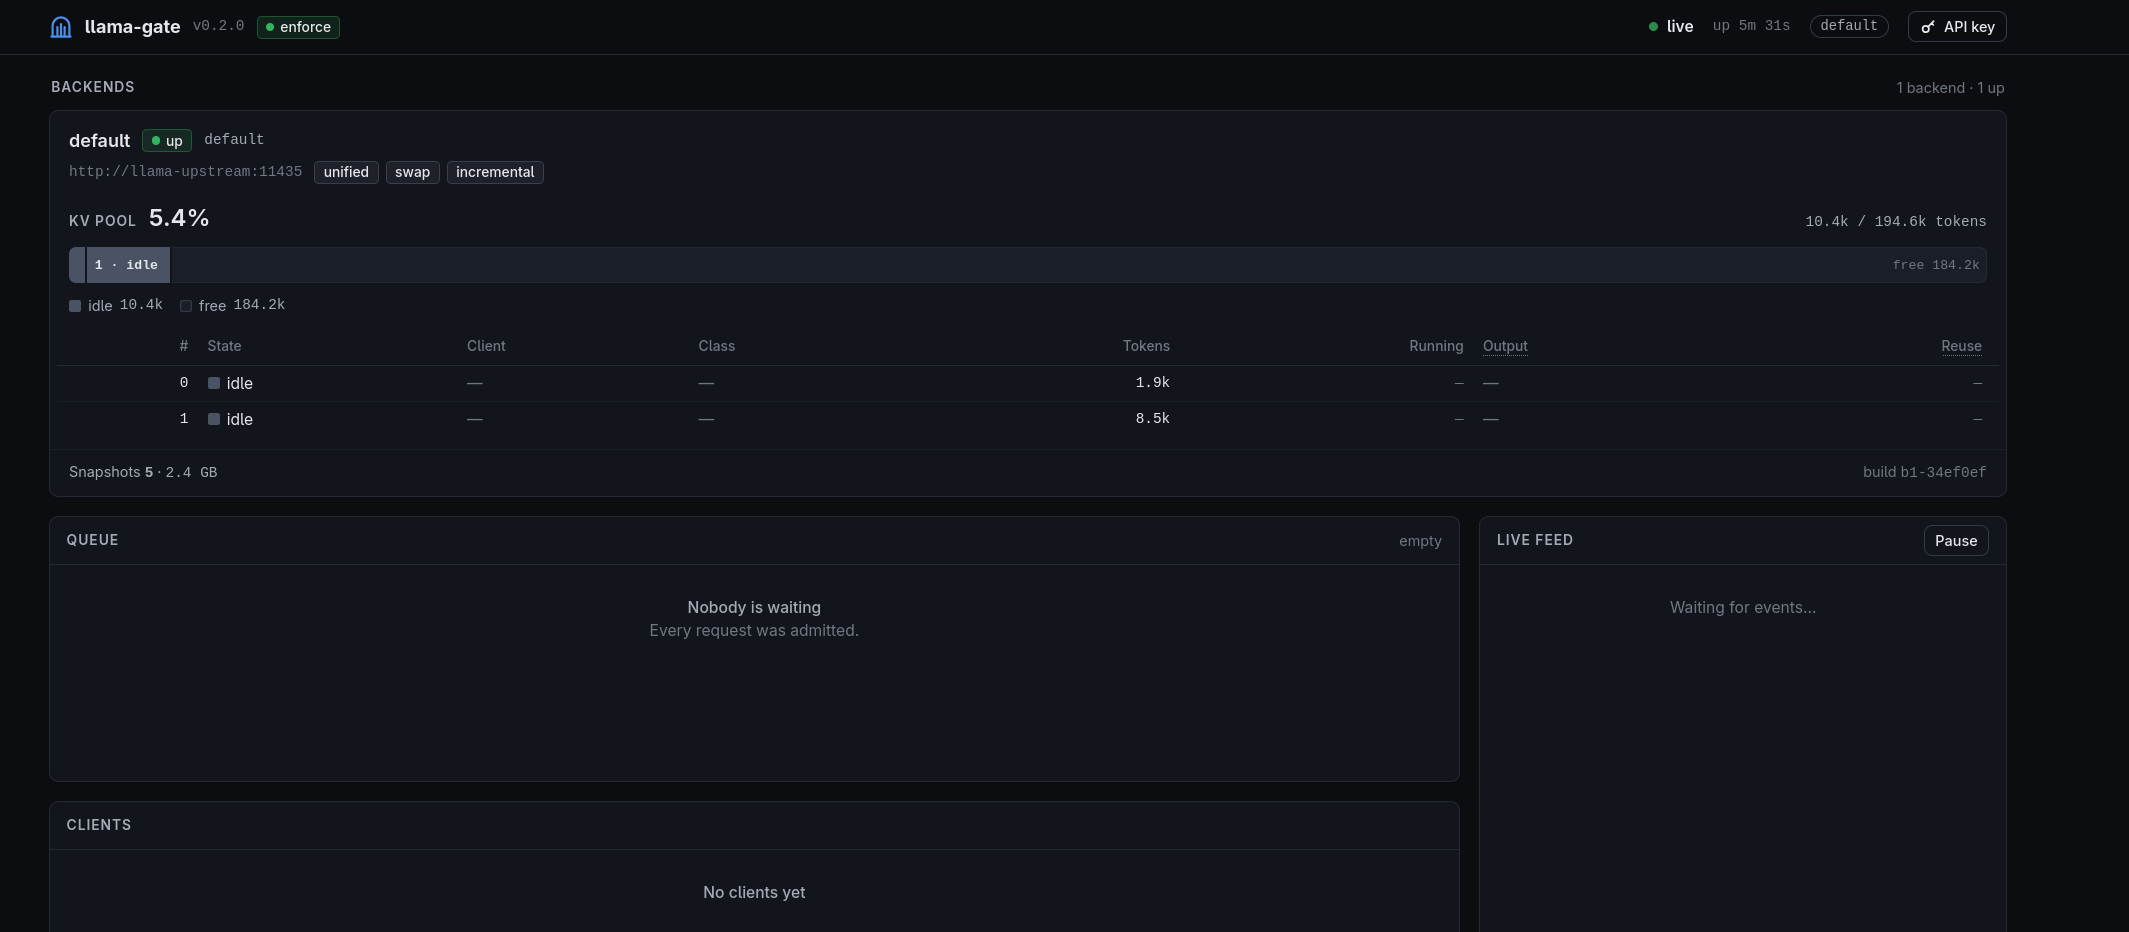 llama-gate v0.2.0 enforce live up 5m 31s default API key
BACKENDS 1 backend · 1 up
default up default
http://llama-upstream:11435 unified swap incremental
KV POOL 5.4% 10.4k / 194.6k tokens
1 · idle free 184.2k
idle 10.4k free 184.2k
# State Client Class Tokens Running Output Reuse
0 idle — — 1.9k — — —
1 idle — — 8.5k — — —
Snapshots 5 · 2.4 GB build b1-34ef0ef
QUEUE empty
Nobody is waiting
Every request was admitted.
LIVE FEED Pause
Waiting for events...
CLIENTS
No clients yet